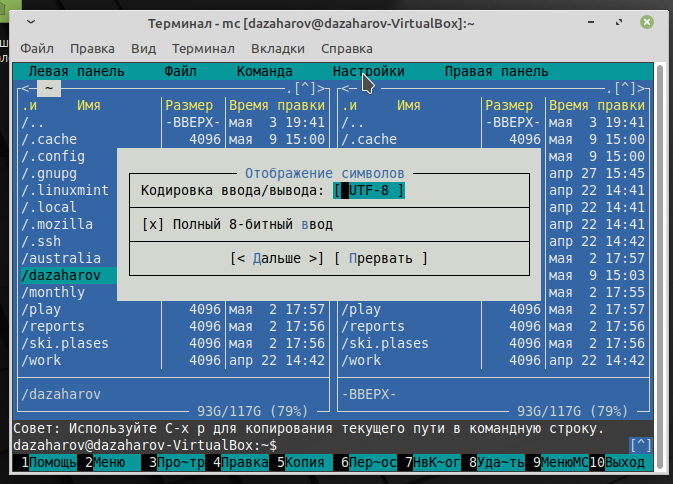 Терминал - mc [dazaharov@dazaharov-VirtualBox]:~
Файл Правка Вид Терминал Вкладки Справка
Левая панель Файл Команда Настройки Правая панель
<─ ~ ─.[^]> <─ ─.[^]>
.и Имя Размер Время правки .и Имя Размер Время правки
/.. -ВВЕРХ- мая 3 19:41 /.. -ВВЕРХ- мая 3 19:41
/.cache 4096 мая 9 15:00 /.cache 4096 мая 9 15:00
/.config мая 9 15:00
/.gnupg апр 27 15:45
/.linuxmint апр 22 14:41
/.local апр 22 14:41
/.mozilla апр 22 14:42
/.ssh апр 22 14:42
/australia мая 2 17:57
/dazaharov мая 9 15:03
/monthly мая 2 17:55
Отображение символов
Кодировка ввода/вывода: [ UTF-8 ]
[x] Полный 8-битный ввод
[< Дальше >] [ Прервать ]
/play 4096 мая 2 17:57 /play 4096 мая 2 17:57
/reports 4096 мая 2 17:56 /reports 4096 мая 2 17:56
/ski.plases 4096 мая 2 17:56 /ski.plases 4096 мая 2 17:56
/work 4096 апр 22 14:42 /work 4096 апр 22 14:42
/dazaharov -ВВЕРХ-
93G/117G (79%) 93G/117G (79%)
Совет: Используйте C-x p для копирования текущего пути в командную строку.
dazaharov@dazaharov-VirtualBox:~$ [^]
1Помощь 2Меню 3Про~тр 4Правка 5Копия 6Пер~ос 7НвК~ог 8Уда~ть 9МенюМС 10Выход